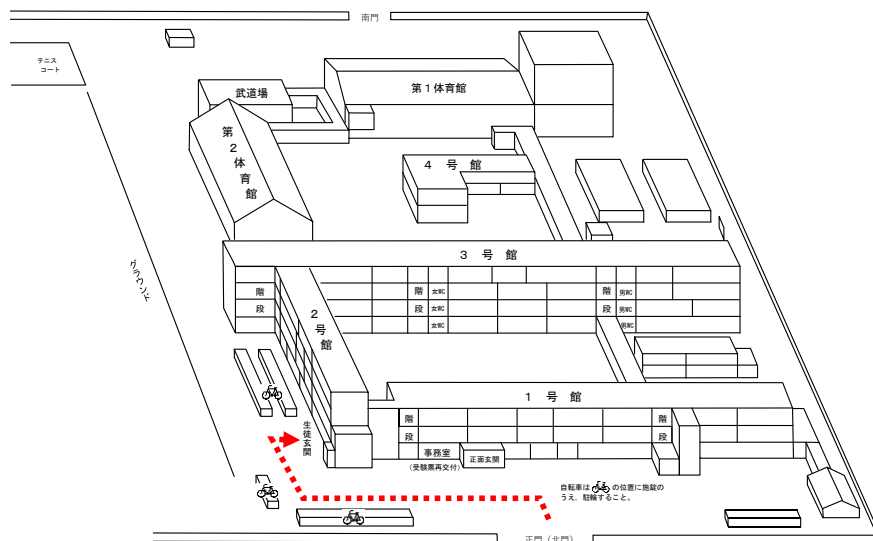 南門
テニス
コート
武道場
第１体育館
第２体育館
４号館
グラウンド
３号館
階段
階段
女WC
女WC
女WC
階段
男WC
男WC
男WC
２号館
１号館
生徒玄関
階段
階段
事務室
(受験票再交付)
正面玄関
自転車は の位置に施錠の
うえ、駐輪すること。
正門（北門）